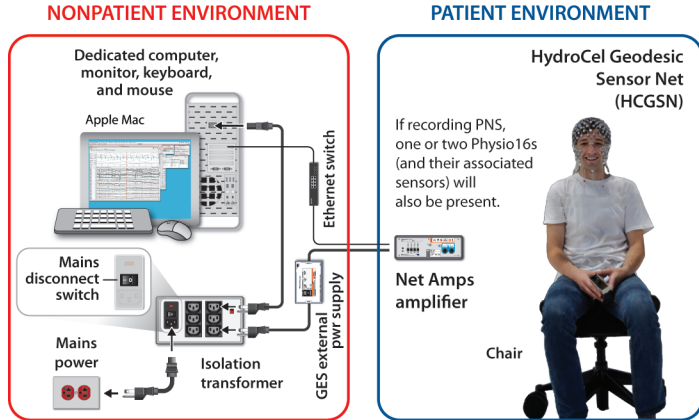 NONPATIENT ENVIRONMENT
PATIENT ENVIRONMENT
Dedicated computer,
monitor, keyboard,
and mouse
Apple Mac
Ethernet switch
Mains
disconnect
switch
GES external
pwr supply
Mains
power
Isolation
transformer
HydroCel Geodesic
Sensor Net
(HCGSN)
If recording PNS,
one or two Physio16s
(and their associated
sensors) will
also be present.
Net Amps
amplifier
Chair